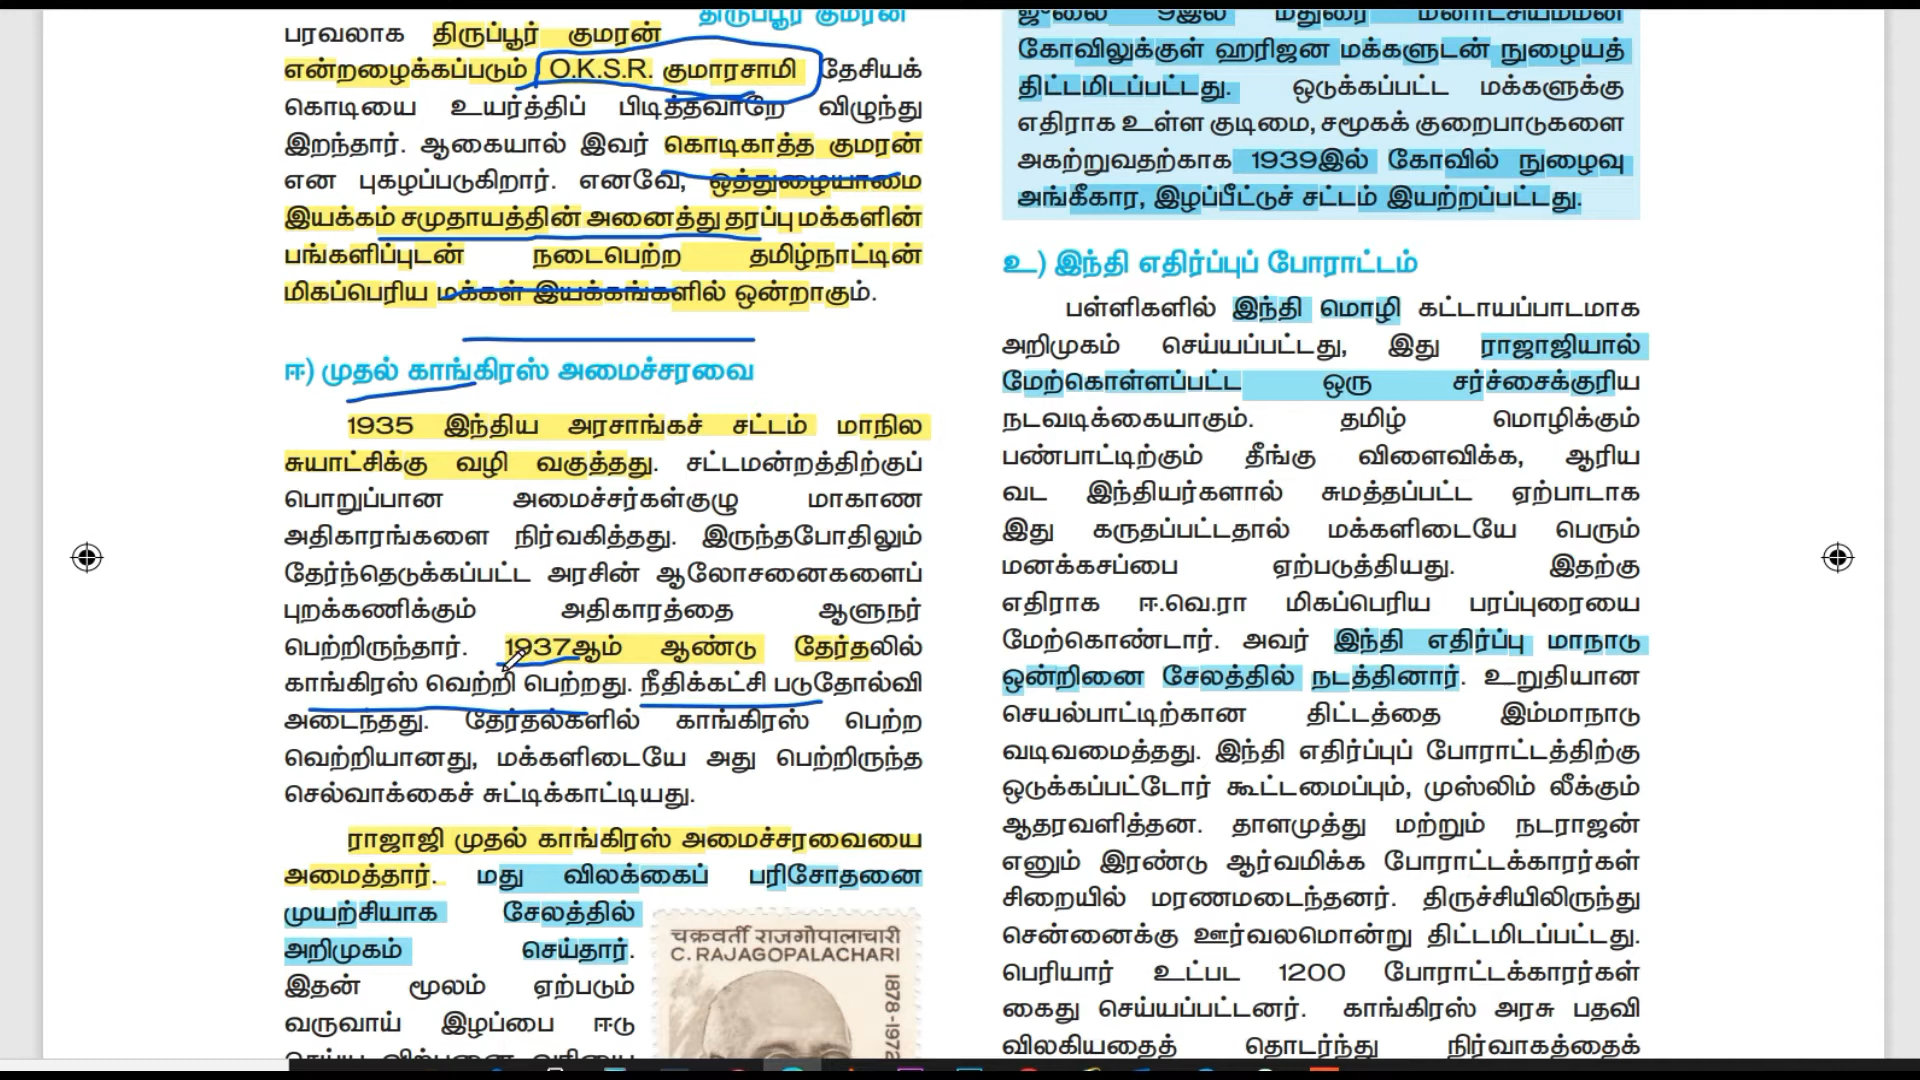 திருப்பூர் குமரன்
பரவலாக திருப்பூர் குமரன்
என்றழைக்கப்படும் O.K.S.R. குமாரசாமி தேசியக்
கொடியை உயர்த்திப் பிடித்தவாறே விழுந்து
இறந்தார். ஆகையால் இவர் கொடிகாத்த குமரன்
என புகழப்படுகிறார். எனவே, ஒத்துழையாமை
இயக்கம் சமுதாயத்தின் அனைத்து தரப்பு மக்களின்
பங்களிப்புடன் நடைபெற்ற தமிழ்நாட்டின்
மிகப்பெரிய மக்கள் இயக்கங்களில் ஒன்றாகும்.
ஈ) முதல் காங்கிரஸ் அமைச்சரவை
1935 இந்திய அரசாங்கச் சட்டம் மாநில
சுயாட்சிக்கு வழி வகுத்தது. சட்டமன்றத்திற்குப்
பொறுப்பான அமைச்சர்கள்குழு மாகாண
அதிகாரங்களை நிர்வகித்தது. இருந்தபோதிலும்
தேர்ந்தெடுக்கப்பட்ட அரசின் ஆலோசனைகளைப்
புறக்கணிக்கும் அதிகாரத்தை ஆளுநர்
பெற்றிருந்தார். 1937ஆம் ஆண்டு தேர்தலில்
காங்கிரஸ் வெற்றி பெற்றது. நீதிக்கட்சி படுதோல்வி
அடைந்தது. தேர்தல்களில் காங்கிரஸ் பெற்ற
வெற்றியானது, மக்களிடையே அது பெற்றிருந்த
செல்வாக்கைச் சுட்டிக்காட்டியது.
ராஜாஜி முதல் காங்கிரஸ் அமைச்சரவையை
அமைத்தார். மது விலக்கைப் பரிசோதனை
முயற்சியாக சேலத்தில்
அறிமுகம் செய்தார்.
இதன் மூலம் ஏற்படும்
வருவாய் இழப்பை ஈடு
செய்ய விற்பனை வரியை
चक्रवर्ती राजगोपालाचारी
C. RAJAGOPALACHARI
1878-1972
ஜூலை 9இல் மதுரை மீனாட்சியம்மன்
கோவிலுக்குள் ஹரிஜன மக்களுடன் நுழையத்
திட்டமிடப்பட்டது. ஒடுக்கப்பட்ட மக்களுக்கு
எதிராக உள்ள குடிமை, சமூகக் குறைபாடுகளை
அகற்றுவதற்காக 1939இல் கோவில் நுழைவு
அங்கீகார, இழப்பீட்டுச் சட்டம் இயற்றப்பட்டது.
உ) இந்தி எதிர்ப்புப் போராட்டம்
பள்ளிகளில் இந்தி மொழி கட்டாயப்பாடமாக
அறிமுகம் செய்யப்பட்டது, இது ராஜாஜியால்
மேற்கொள்ளப்பட்ட ஒரு சர்ச்சைக்குரிய
நடவடிக்கையாகும். தமிழ் மொழிக்கும்
பண்பாட்டிற்கும் தீங்கு விளைவிக்க, ஆரிய
வட இந்தியர்களால் சுமத்தப்பட்ட ஏற்பாடாக
இது கருதப்பட்டதால் மக்களிடையே பெரும்
மனக்கசப்பை ஏற்படுத்தியது. இதற்கு
எதிராக ஈ.வெ.ரா மிகப்பெரிய பரப்புரையை
மேற்கொண்டார். அவர் இந்தி எதிர்ப்பு மாநாடு
ஒன்றினை சேலத்தில் நடத்தினார். உறுதியான
செயல்பாட்டிற்கான திட்டத்தை இம்மாநாடு
வடிவமைத்தது. இந்தி எதிர்ப்புப் போராட்டத்திற்கு
ஒடுக்கப்பட்டோர் கூட்டமைப்பும், முஸ்லிம் லீக்கும்
ஆதரவளித்தன. தாளமுத்து மற்றும் நடராஜன்
எனும் இரண்டு ஆர்வமிக்க போராட்டக்காரர்கள்
சிறையில் மரணமடைந்தனர். திருச்சியிலிருந்து
சென்னைக்கு ஊர்வலமொன்று திட்டமிடப்பட்டது.
பெரியார் உட்பட 1200 போராட்டக்காரர்கள்
கைது செய்யப்பட்டனர். காங்கிரஸ் அரசு பதவி
விலகியதைத் தொடர்ந்து நிர்வாகத்தைக்